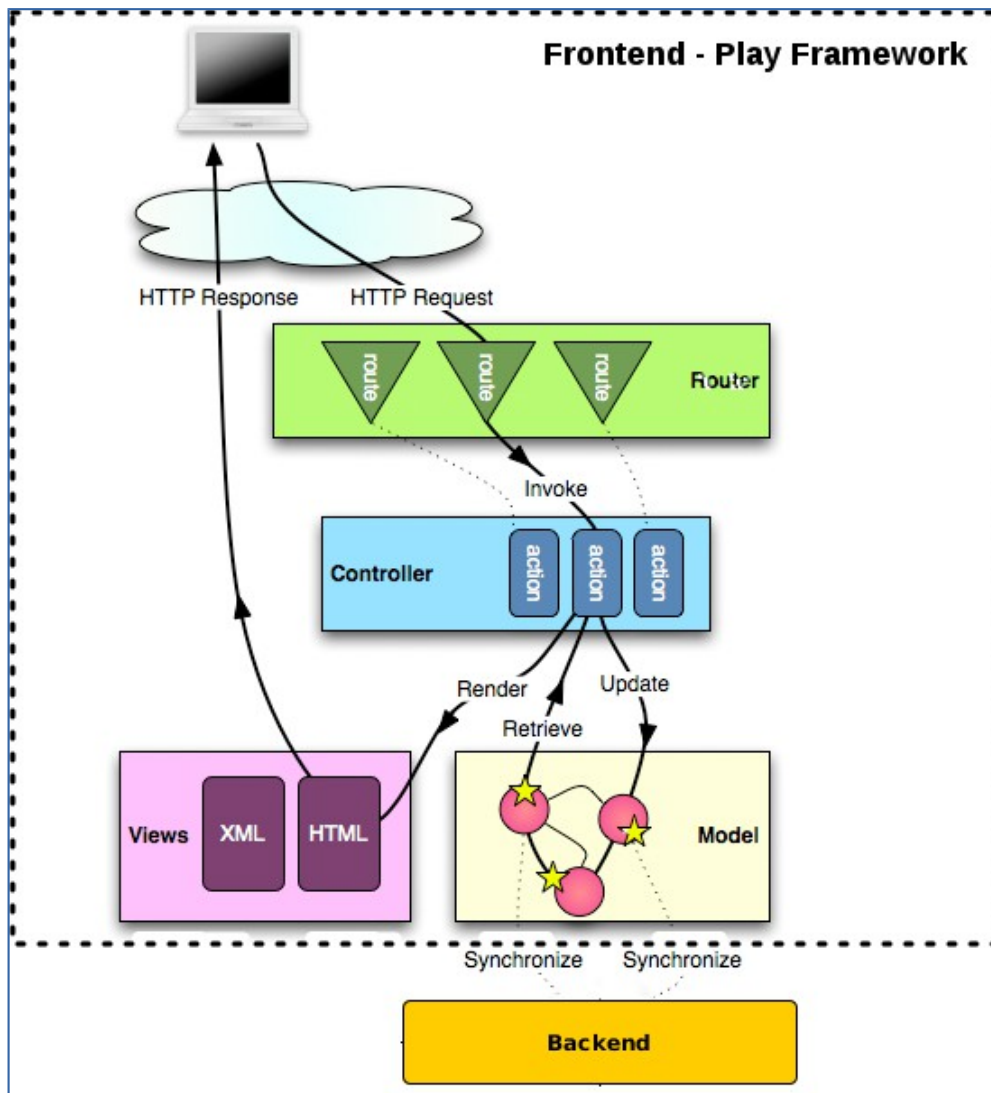 Frontend - Play Framework
HTTP Response
HTTP Request
route
route
route
Router
Invoke
Controller
action
action
action
Render
Update
Retrieve
Views
XML
HTML
Model
Synchronize
Synchronize
Backend